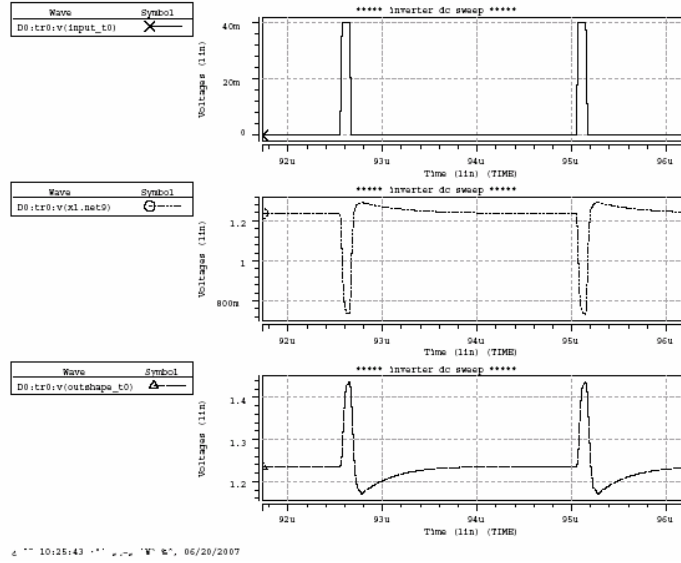 ***** inverter dc sweep *****
Wave Symbol
D0:tr0:v(input_t0)
Voltages (lin)
40m
20m
0
92u 93u 94u 95u 96u
Time (lin) (TIME)
***** inverter dc sweep *****
Wave Symbol
D0:tr0:v(x1.net9)
Voltages (lin)
1.2
1
800m
92u 93u 94u 95u 96u
Time (lin) (TIME)
***** inverter dc sweep *****
Wave Symbol
D0:tr0:v(outshape_t0)
Voltages (lin)
1.4
1.3
1.2
92u 93u 94u 95u 96u
Time (lin) (TIME)
10:25:43 06/20/2007